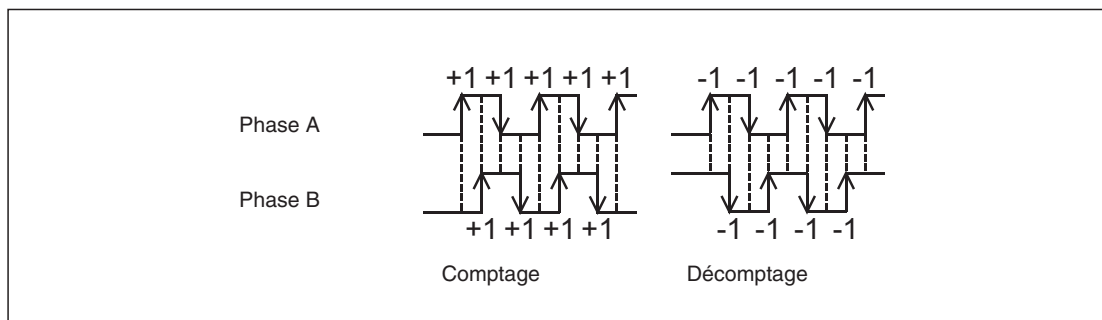 +1 +1 +1 +1 +1 -1 -1 -1 -1 -1
Phase A
Phase B
+1 +1 +1 +1 -1 -1 -1 -1
Comptage Décomptage